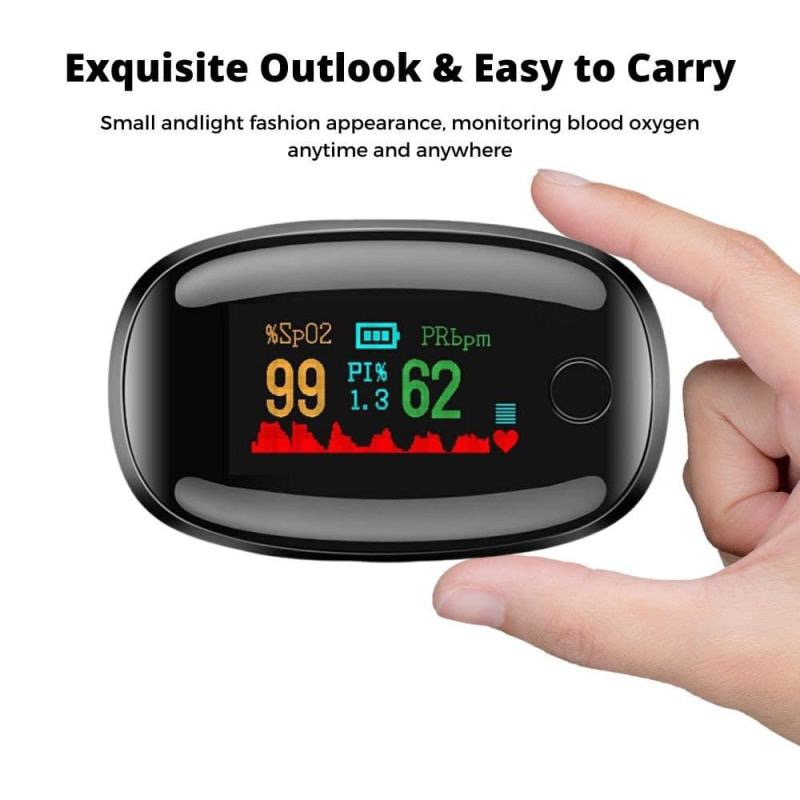 Exquisite Outlook & Easy to Carry
Small andlight fashion appearance, monitoring blood oxygen
anytime and anywhere
%SpO2 PRbpm
99 PI% 62
1.3